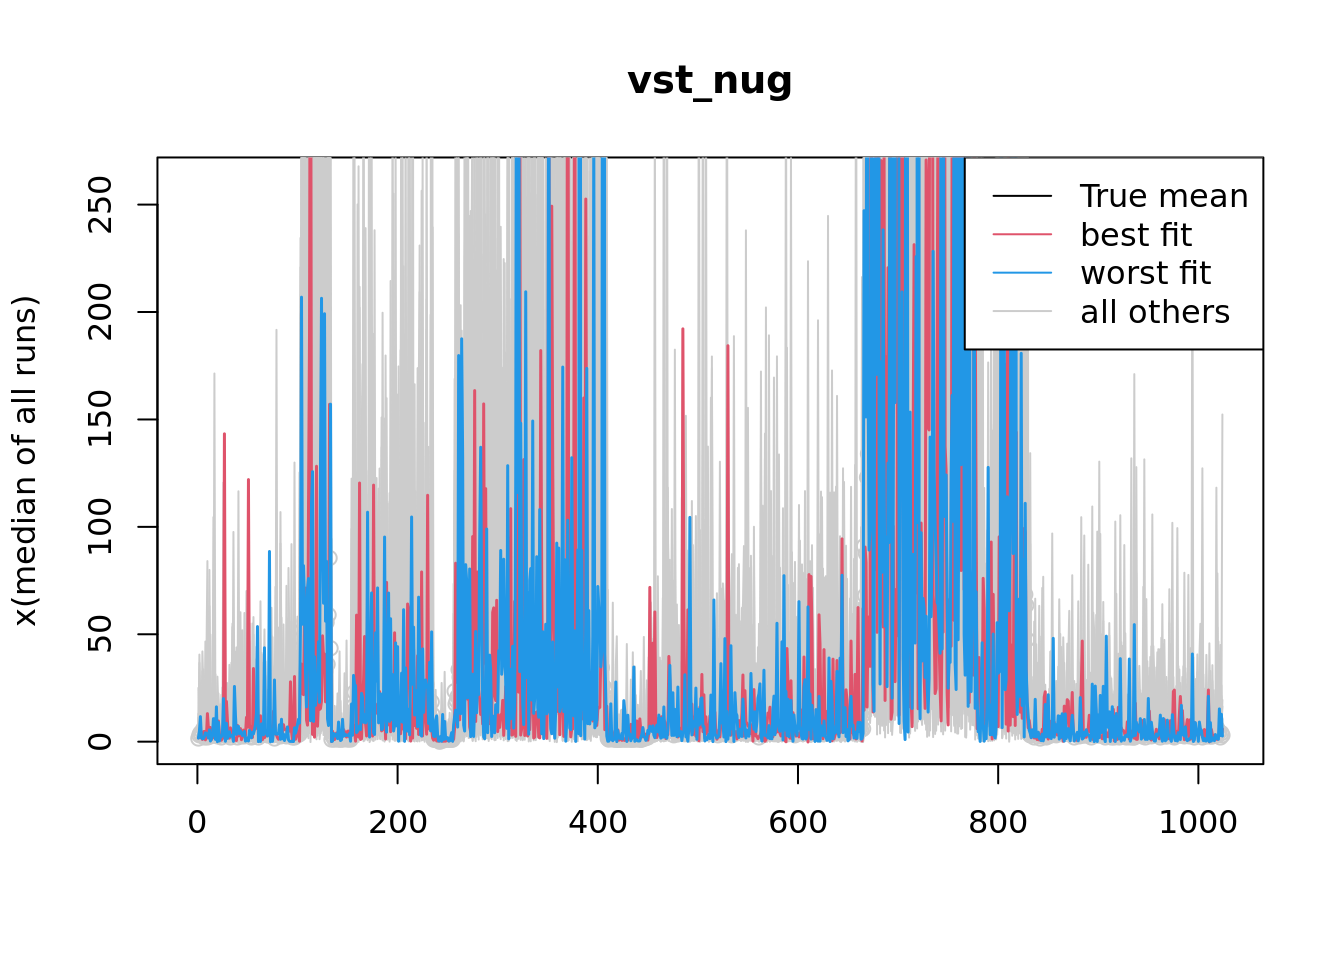 vst_nug
x(median of all runs)
250
200
150
100
50
0
True mean
best fit
worst fit
all others
0 200 400 600 800 1000